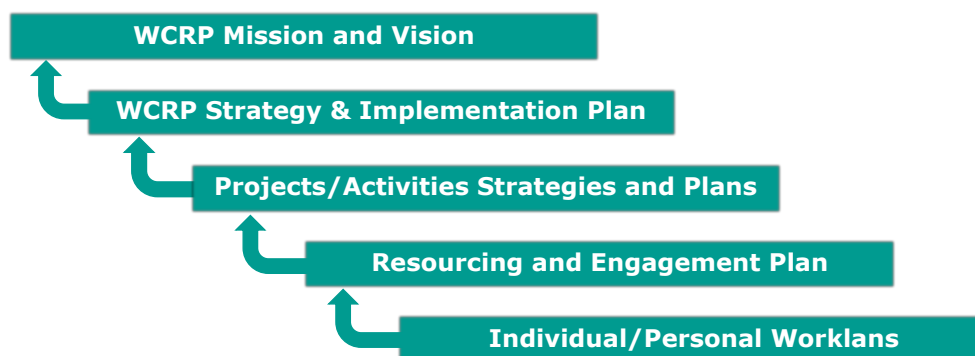 WCRP Mission and Vision
WCRP Strategy & Implementation Plan
Projects/Activities Strategies and Plans
Resourcing and Engagement Plan
Individual/Personal Worklans